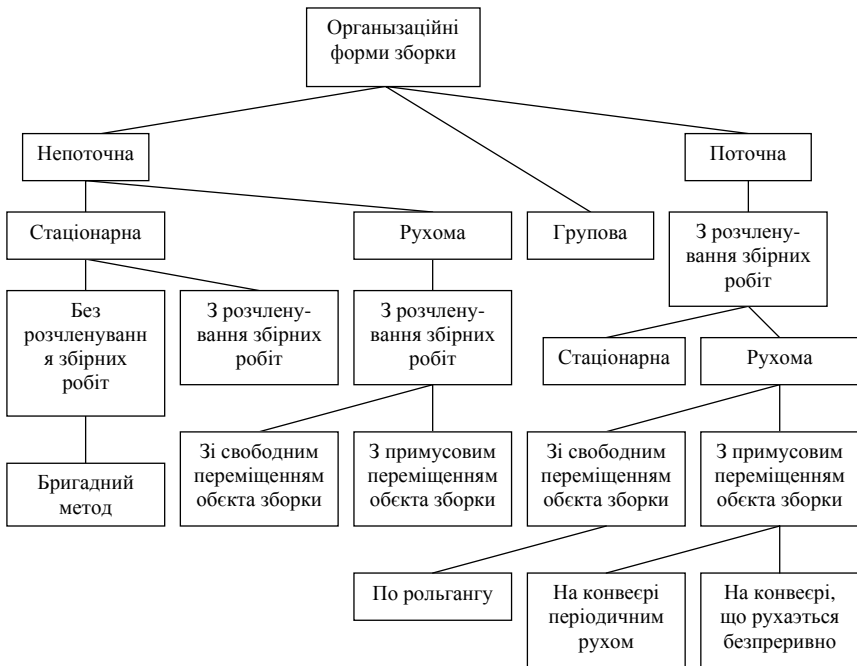 Органызаційні
форми зборки
Непоточна
Поточна
Стаціонарна
Рухома
Групова
З розчлену-
вання збірних
робіт
Без
розчленуванн
я збірних
робіт
З розчлену-
вання збірних
робіт
З розчлену-
вання збірних
робіт
Стаціонарна
Рухома
Зі свободним
переміщенням
обєкта зборки
З примусовим
переміщенням
обєкта зборки
Зі свободним
переміщенням
обєкта зборки
З примусовим
переміщенням
обєкта зборки
Бригадний
метод
По рольгангу
На конвеєрі
періодичним
рухом
На конвеєрі,
що рухаэться
безпреривно